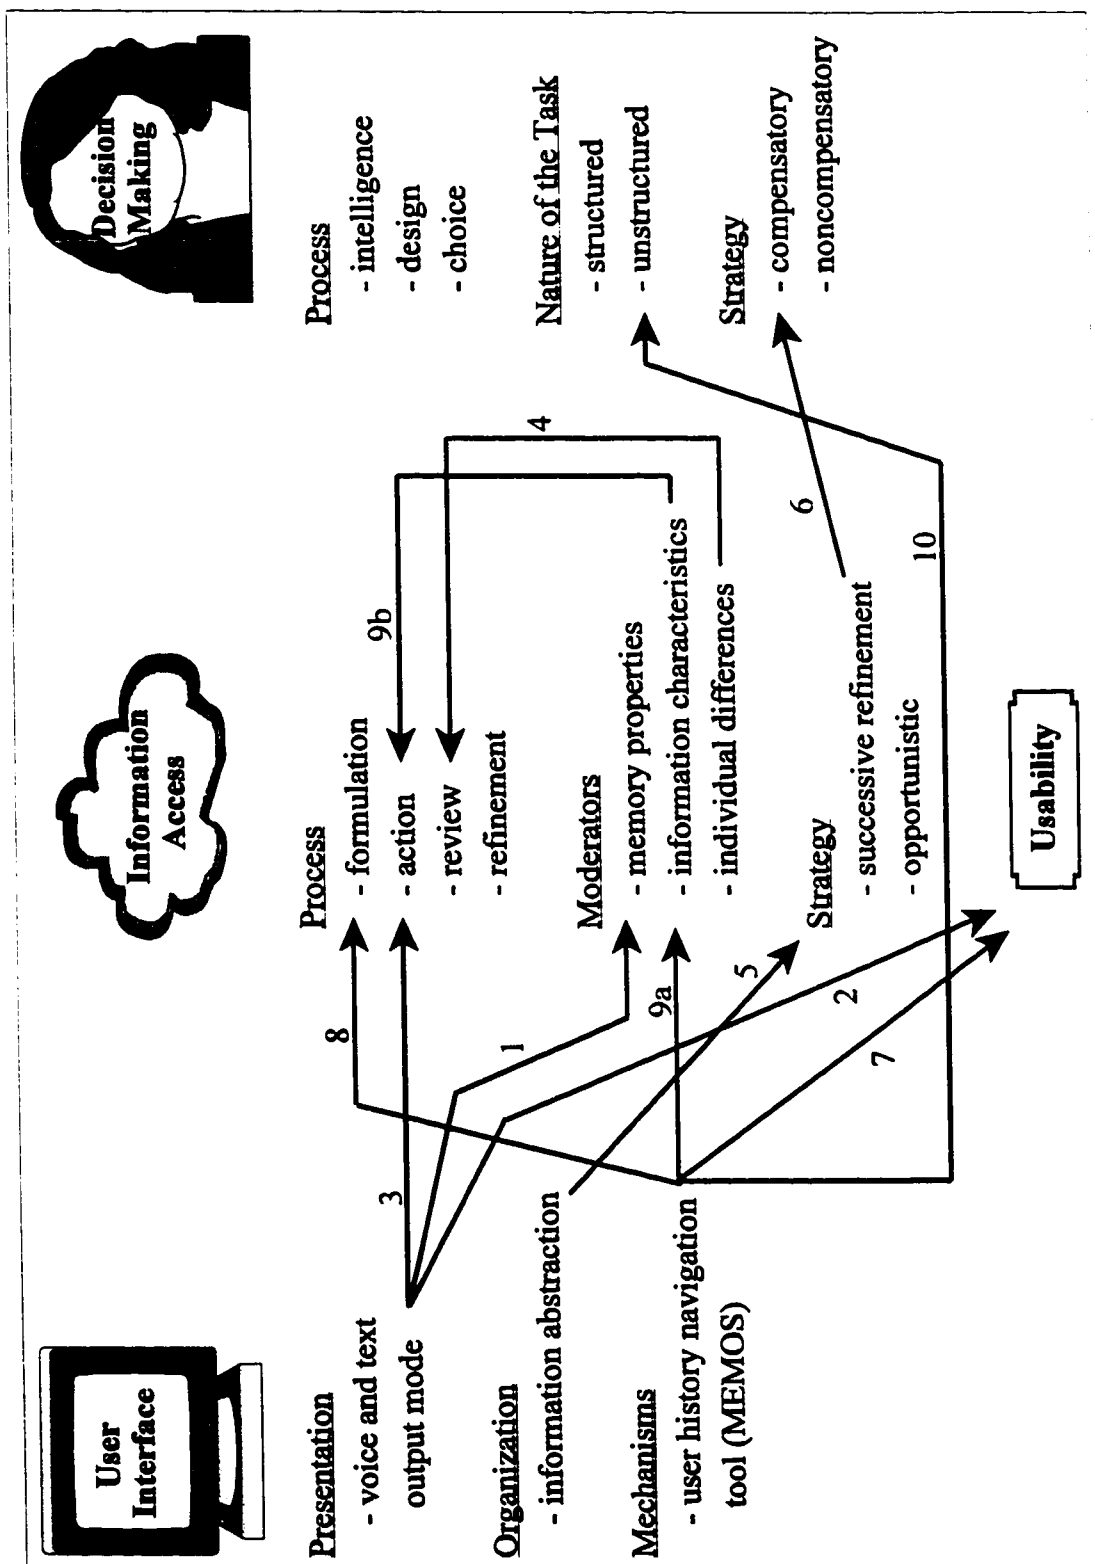 User
Interface
Presentation
- voice and text
output mode
Organization
- information abstraction
Mechanisms
- user history navigation
tool (MEMOS)
Information
Access
Process
- formulation
- action
- review
- refinement
Moderators
- memory properties
- information characteristics
- individual differences
Strategy
- successive refinement
- opportunistic
Usability
Decision
Making
Process
- intelligence
- design
- choice
Nature of the Task
- structured
- unstructured
Strategy
- compensatory
- noncompensatory
8
3
1
9a
5
2
7
9b
4
6
10